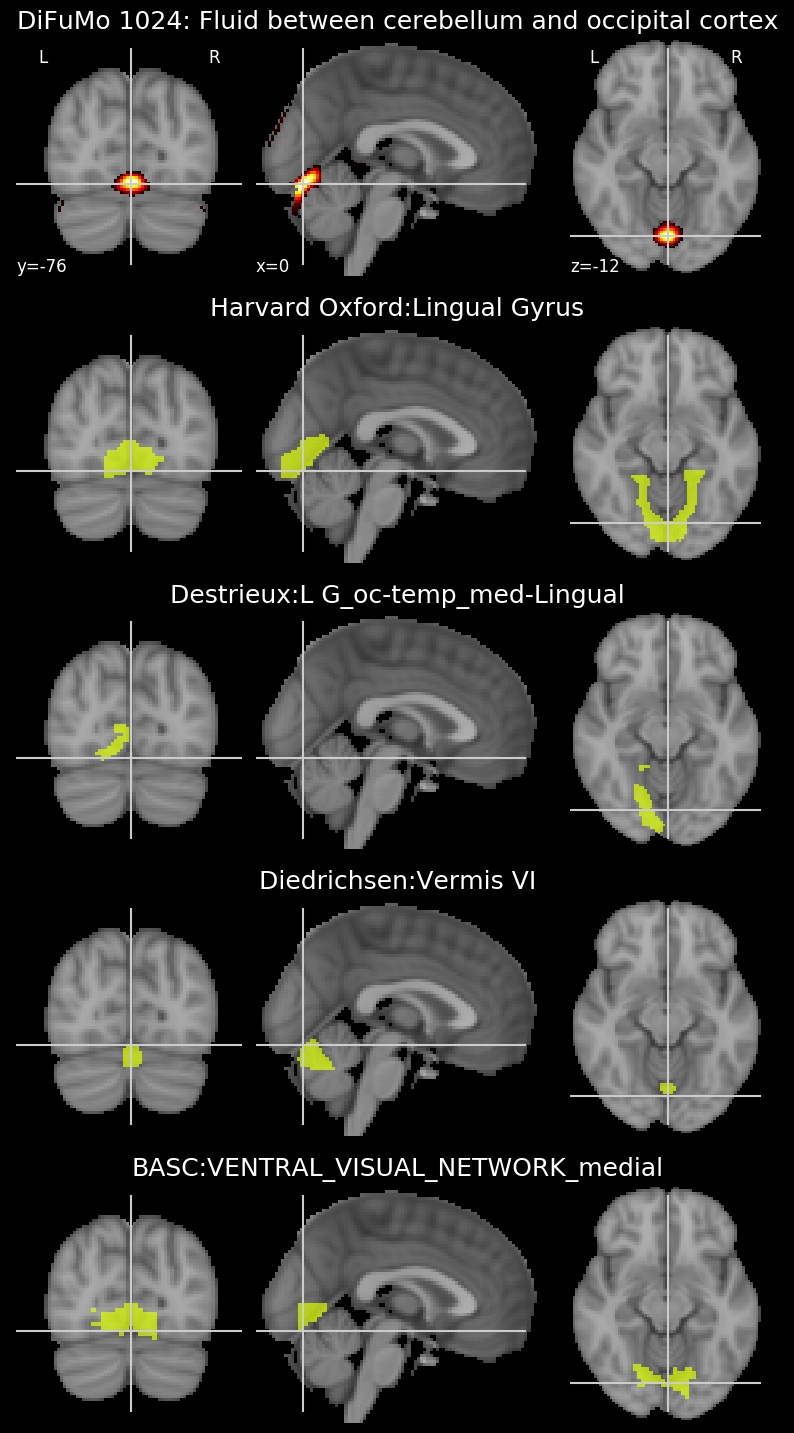 DiFuMo 1024: Fluid between cerebellum and occipital cortex
L R L R
y=-76 x=0 z=-12
Harvard Oxford:Lingual Gyrus
Destrieux:L G_oc-temp_med-Lingual
Diedrichsen:Vermis VI
BASC:VENTRAL_VISUAL_NETWORK_medial